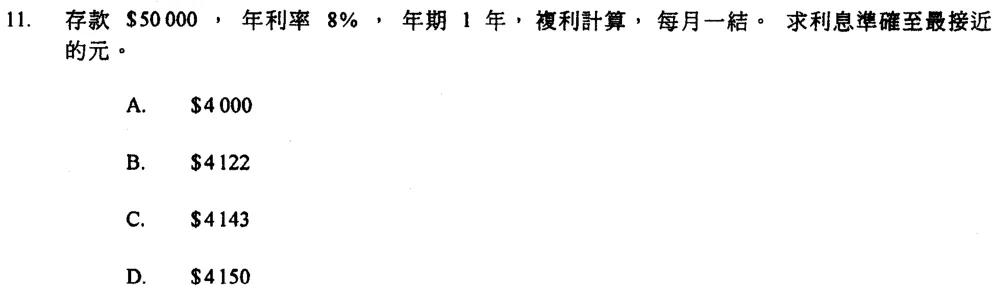 11. 存款 $50 000 , 年利率 8% , 年期 1 年,複利計算,每月一結。 求利息準確至最接近
的元。
A. $4 000
B. $4 122
C. $4 143
D. $4 150